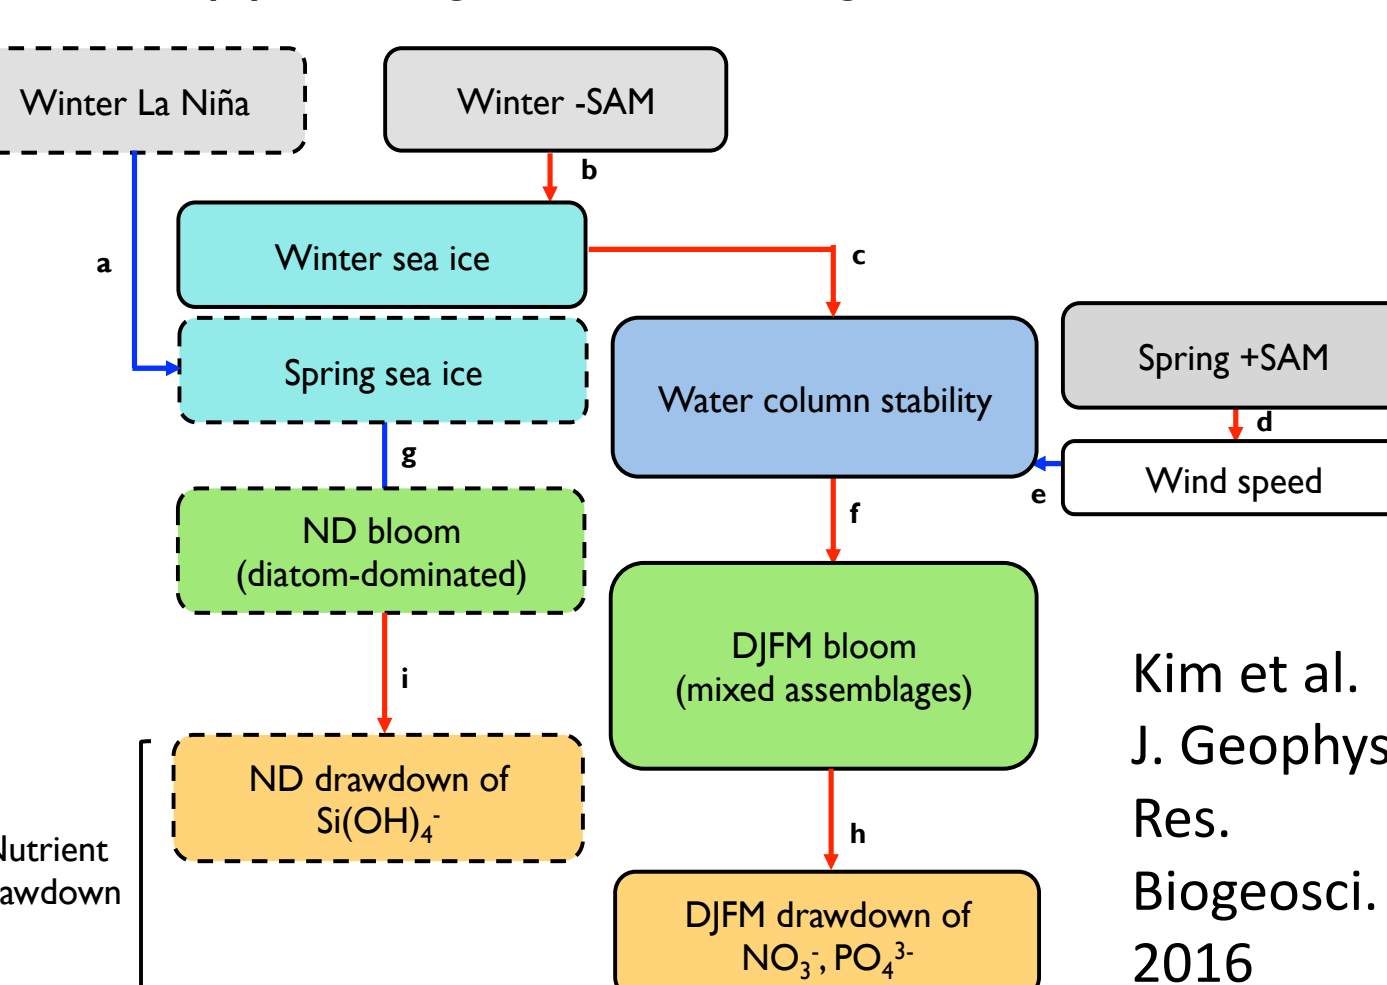 Winter La Niña
Winter -SAM
b
Winter sea ice
a
c
Spring sea ice
Water column stability
Spring +SAM
d
Wind speed
e
g
f
ND bloom
(diatom-dominated)
DJFM bloom
(mixed assemblages)
i
ND drawdown of
Si(OH)₄⁻
h
DJFM drawdown of
NO₃⁻, PO₄³⁻
Kim et al.
J. Geophys
Res.
Biogeosci.
2016